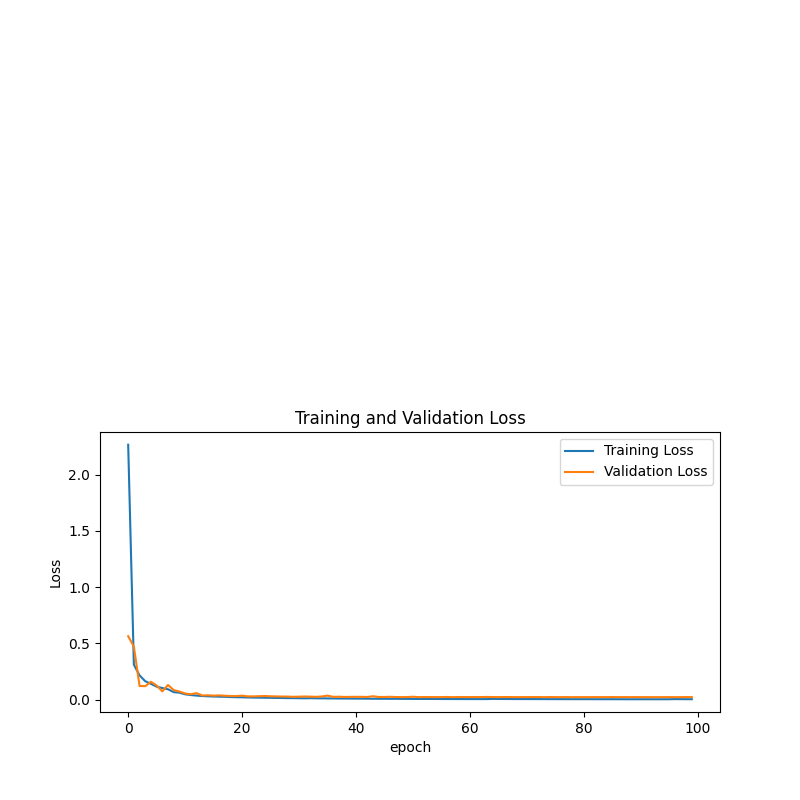 Training and Validation Loss
Training Loss
Validation Loss
2.0
1.5
1.0
0.5
0.0
Loss
0 20 40 60 80 100
epoch